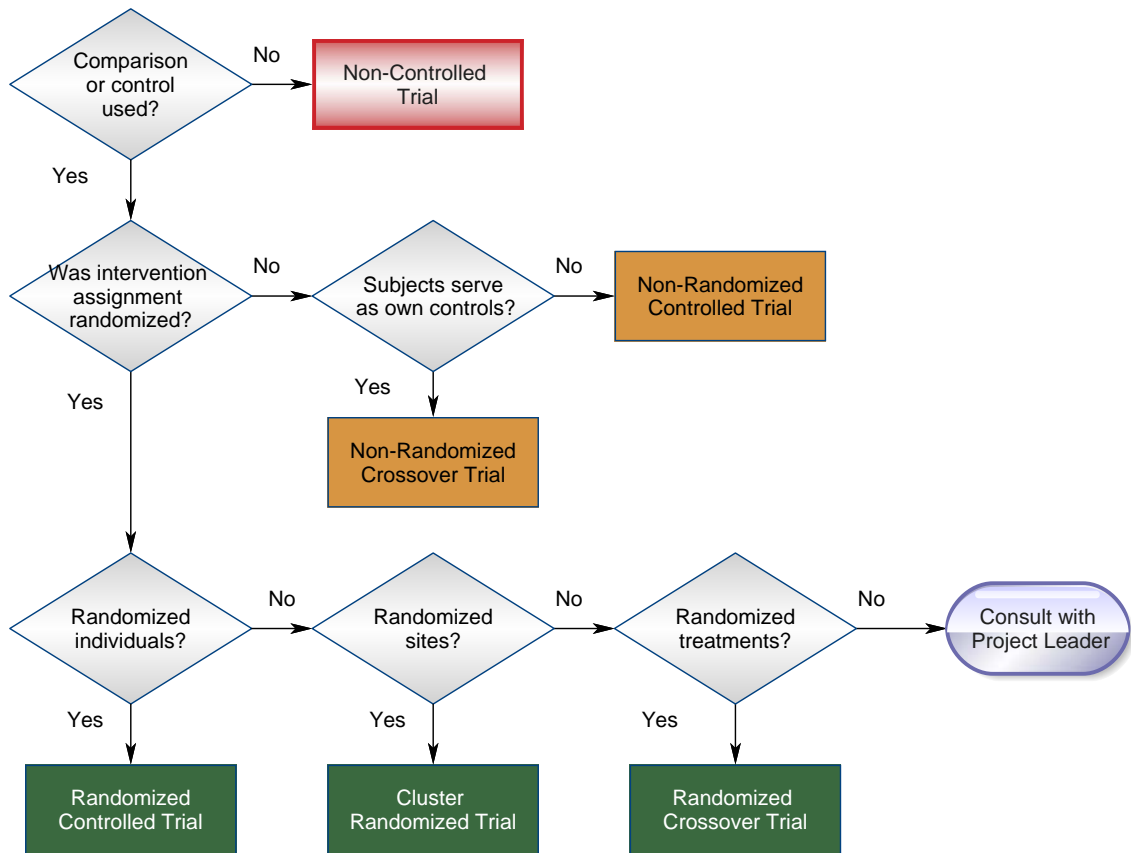 Comparison
or control
used?
No
Non-Controlled
Trial
Yes
Was intervention
assignment
randomized?
No
Subjects serve
as own controls?
No
Non-Randomized
Controlled Trial
Yes
Yes
Non-Randomized
Crossover Trial
Randomized
individuals?
No
Randomized
sites?
No
Randomized
treatments?
No
Consult with
Project Leader
Yes
Yes
Yes
Randomized
Controlled Trial
Cluster
Randomized Trial
Randomized
Crossover Trial